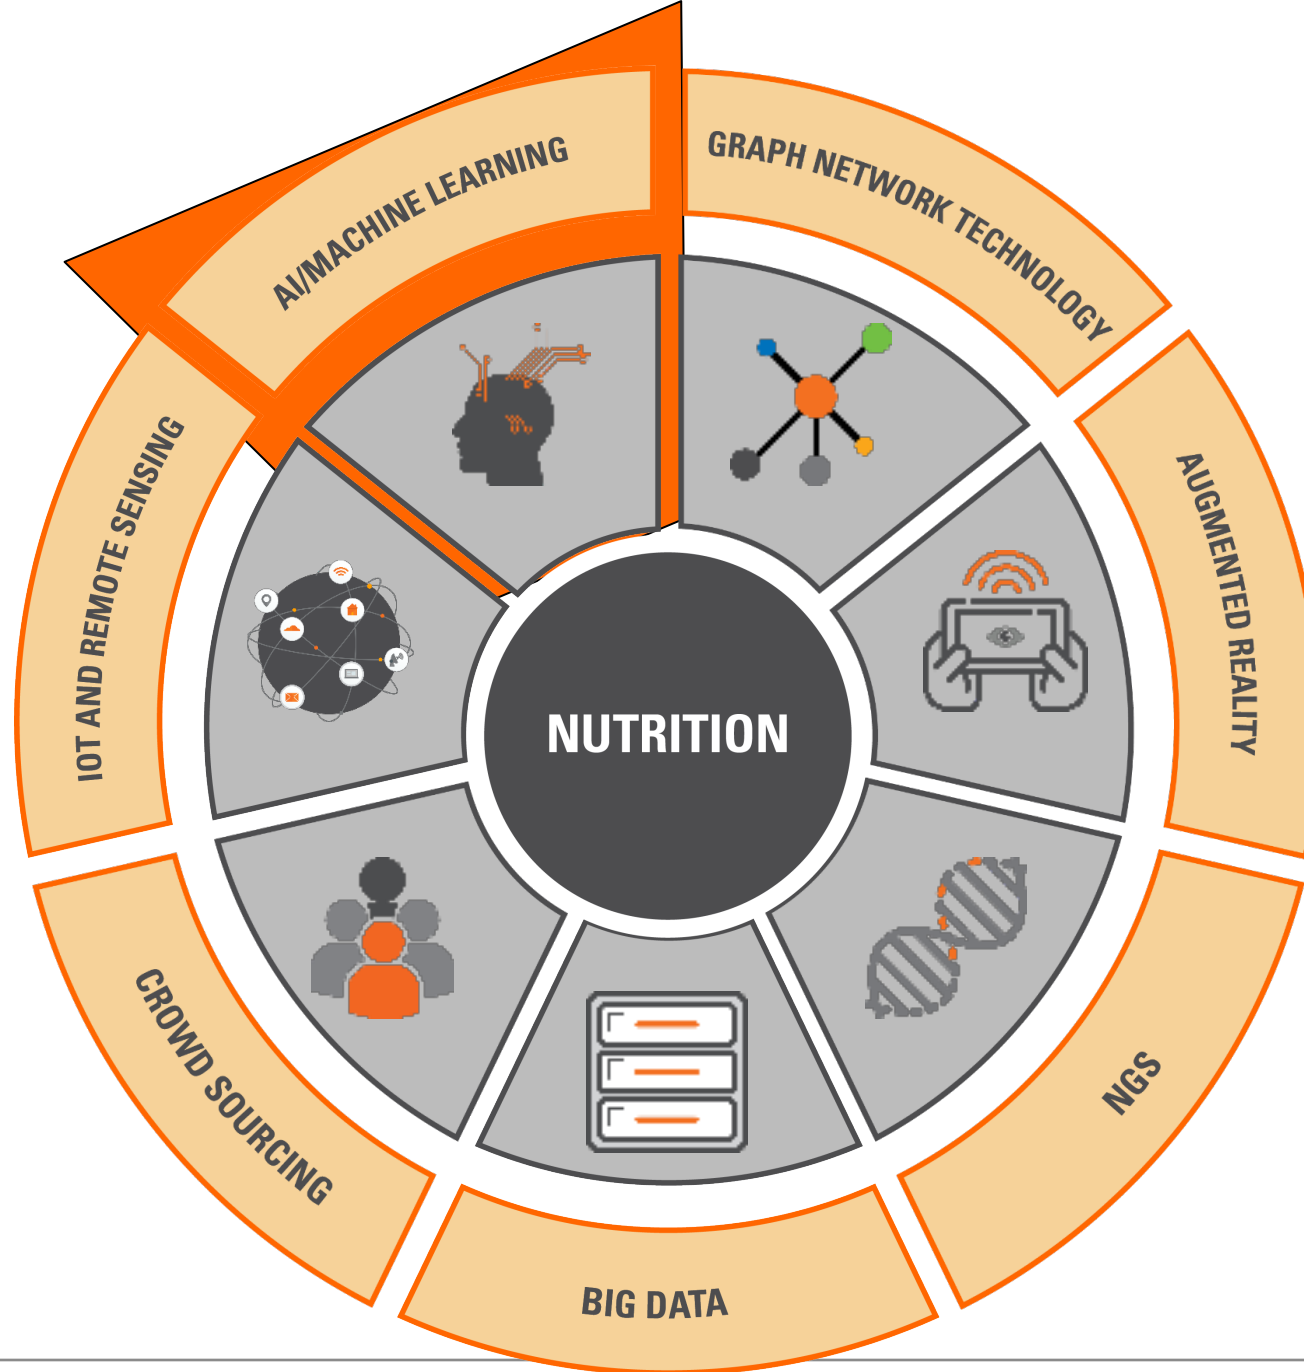 AI/MACHINE LEARNING
GRAPH NETWORK TECHNOLOGY
AUGMENTED REALITY
NGS
BIG DATA
CROWD SOURCING
IOT AND REMOTE SENSING
NUTRITION